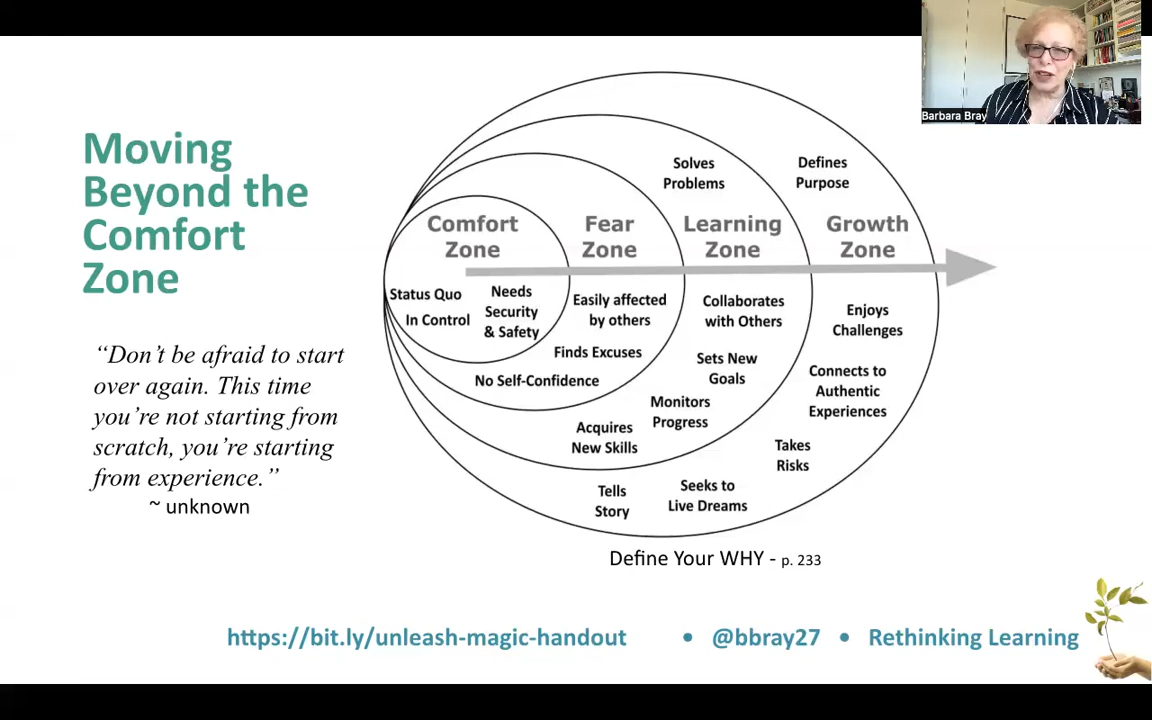 Barbara Bray
Moving
Beyond the
Comfort
Zone
“Don’t be afraid to start
over again. This time
you’re not starting from
scratch, you’re starting
from experience.”
~ unknown
Comfort
Zone
Status Quo
In Control
Needs
Security
& Safety
Fear
Zone
Easily affected
by others
Finds Excuses
No Self-Confidence
Solves
Problems
Learning
Zone
Collaborates
with Others
Sets New
Goals
Monitors
Progress
Acquires
New Skills
Defines
Purpose
Growth
Zone
Enjoys
Challenges
Connects to
Authentic
Experiences
Takes
Risks
Seeks to
Live Dreams
Tells
Story
Define Your WHY - p. 233
https://bit.ly/unleash-magic-handout • @bbray27 • Rethinking Learning